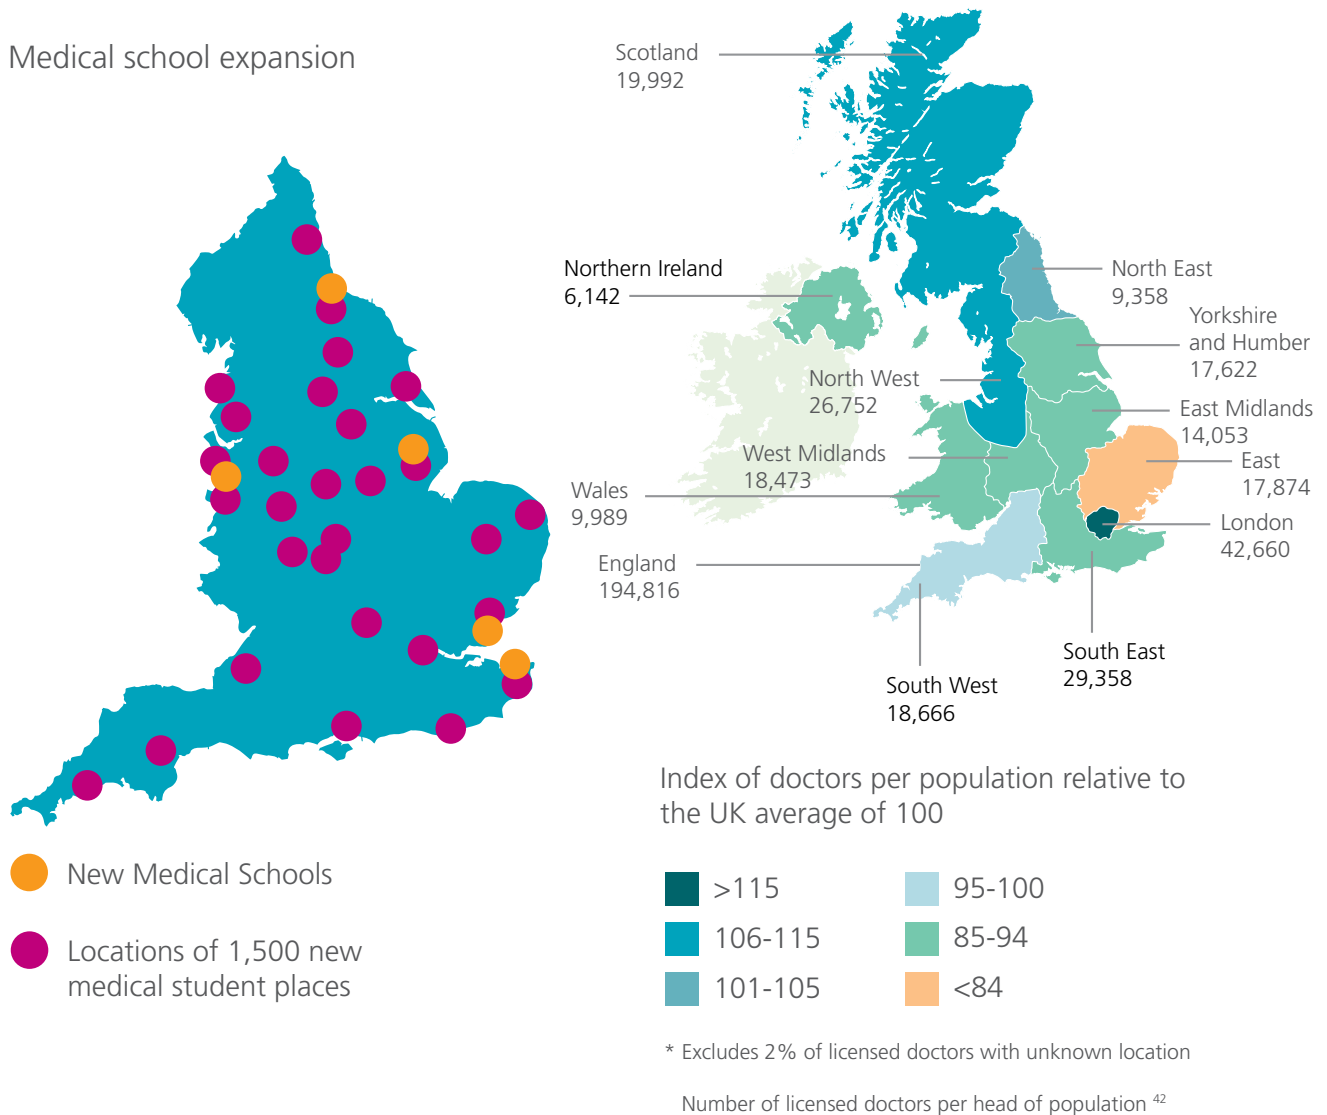 Medical school expansion
New Medical Schools
Locations of 1,500 new
medical student places
Scotland
19,992
Northern Ireland
6,142
North East
9,358
Yorkshire
and Humber
17,622
North West
26,752
East Midlands
14,053
West Midlands
18,473
East
17,874
Wales
9,989
London
42,660
England
194,816
South East
29,358
South West
18,666
Index of doctors per population relative to
the UK average of 100
>115
95-100
106-115
85-94
101-105
<84
* Excludes 2% of licensed doctors with unknown location
Number of licensed doctors per head of population 42